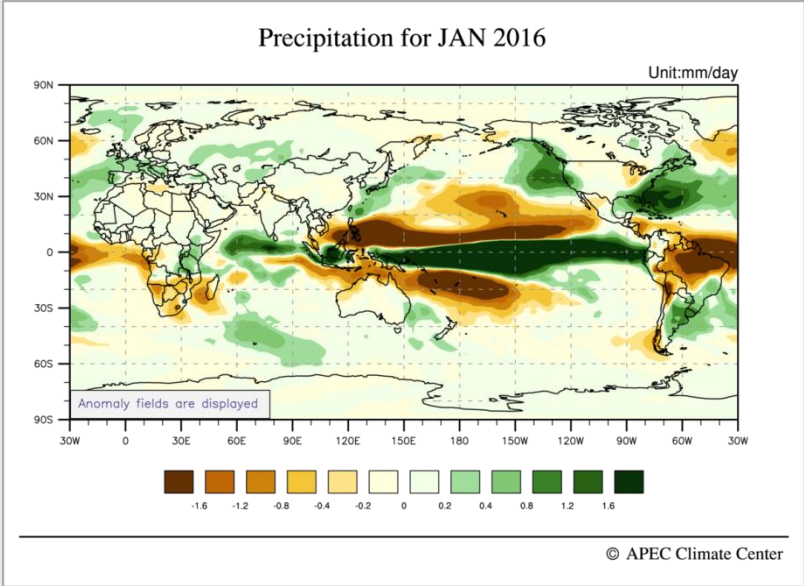 Precipitation for JAN 2016
Unit:mm/day
90N
60N
30N
0
30S
60S
90S
Anomaly fields are displayed
30W 0 30E 60E 90E 120E 150E 180 150W 120W 90W 60W 30W
-1.6 -1.2 -0.8 -0.4 -0.2 0 0.2 0.4 0.8 1.2 1.6
© APEC Climate Center